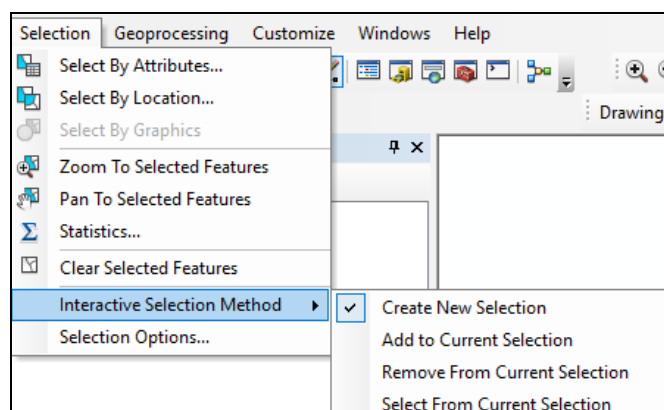 Selection Geoprocessing Customize Windows Help
Select By Attributes...
Select By Location...
Drawing
Select By Graphics
Zoom To Selected Features
Pan To Selected Features
Statistics...
Clear Selected Features
Interactive Selection Method
Create New Selection
Selection Options...
Add to Current Selection
Remove From Current Selection
Select From Current Selection